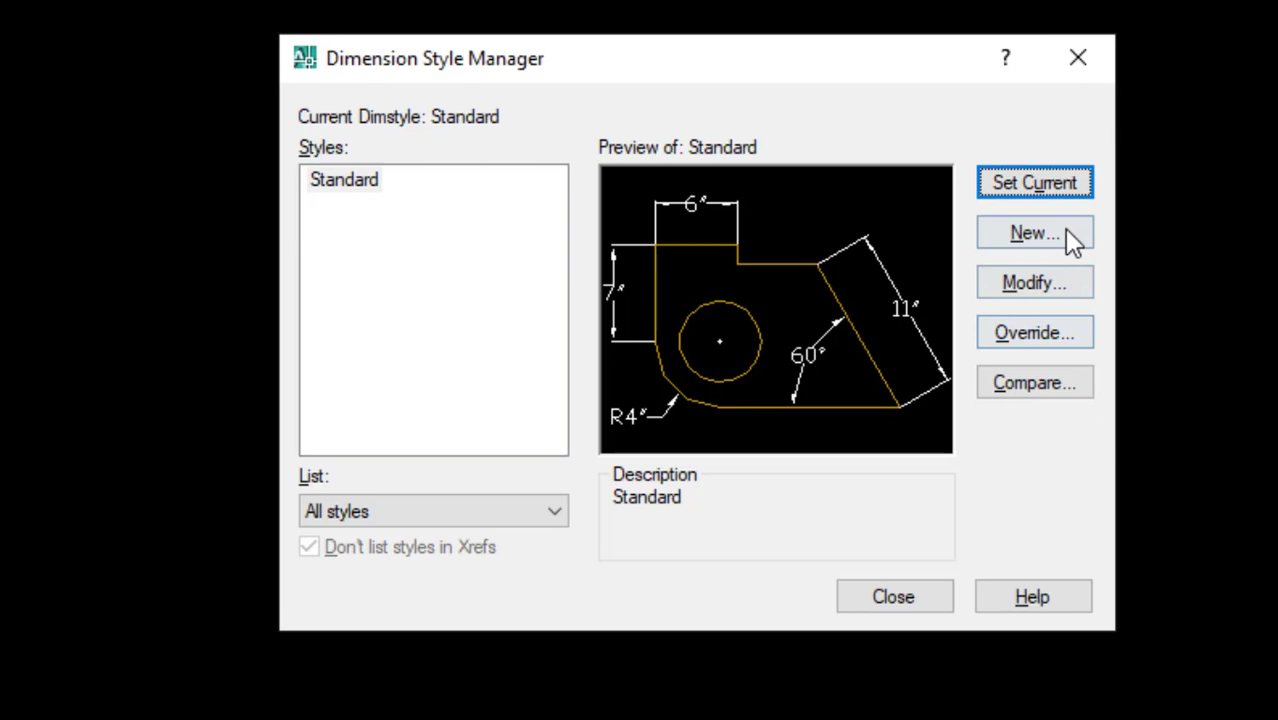 Dimension Style Manager
?
Current Dimstyle: Standard
Styles:
Preview of: Standard
Standard
Set Current
New...
Modify...
Override...
Compare...
6"
7"
11"
60°
R4"
List:
All styles
Don't list styles in Xrefs
Description
Standard
Close
Help